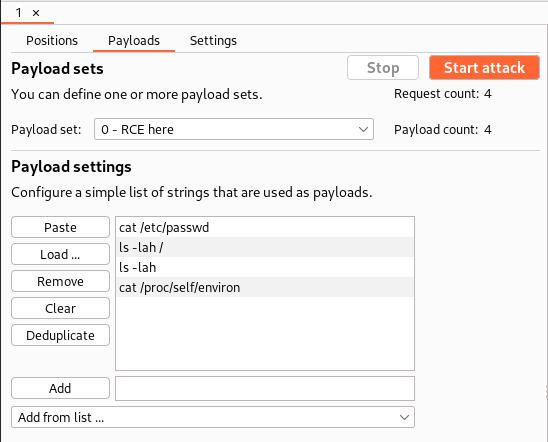 1 ×
Positions Payloads Settings
Payload sets Stop Start attack
You can define one or more payload sets. Request count: 4
Payload set: 0 - RCE here Payload count: 4
Payload settings
Configure a simple list of strings that are used as payloads.
Paste cat /etc/passwd
Load ... ls -lah /
Remove ls -lah
Clear cat /proc/self/environ
Deduplicate
Add
Add from list ...